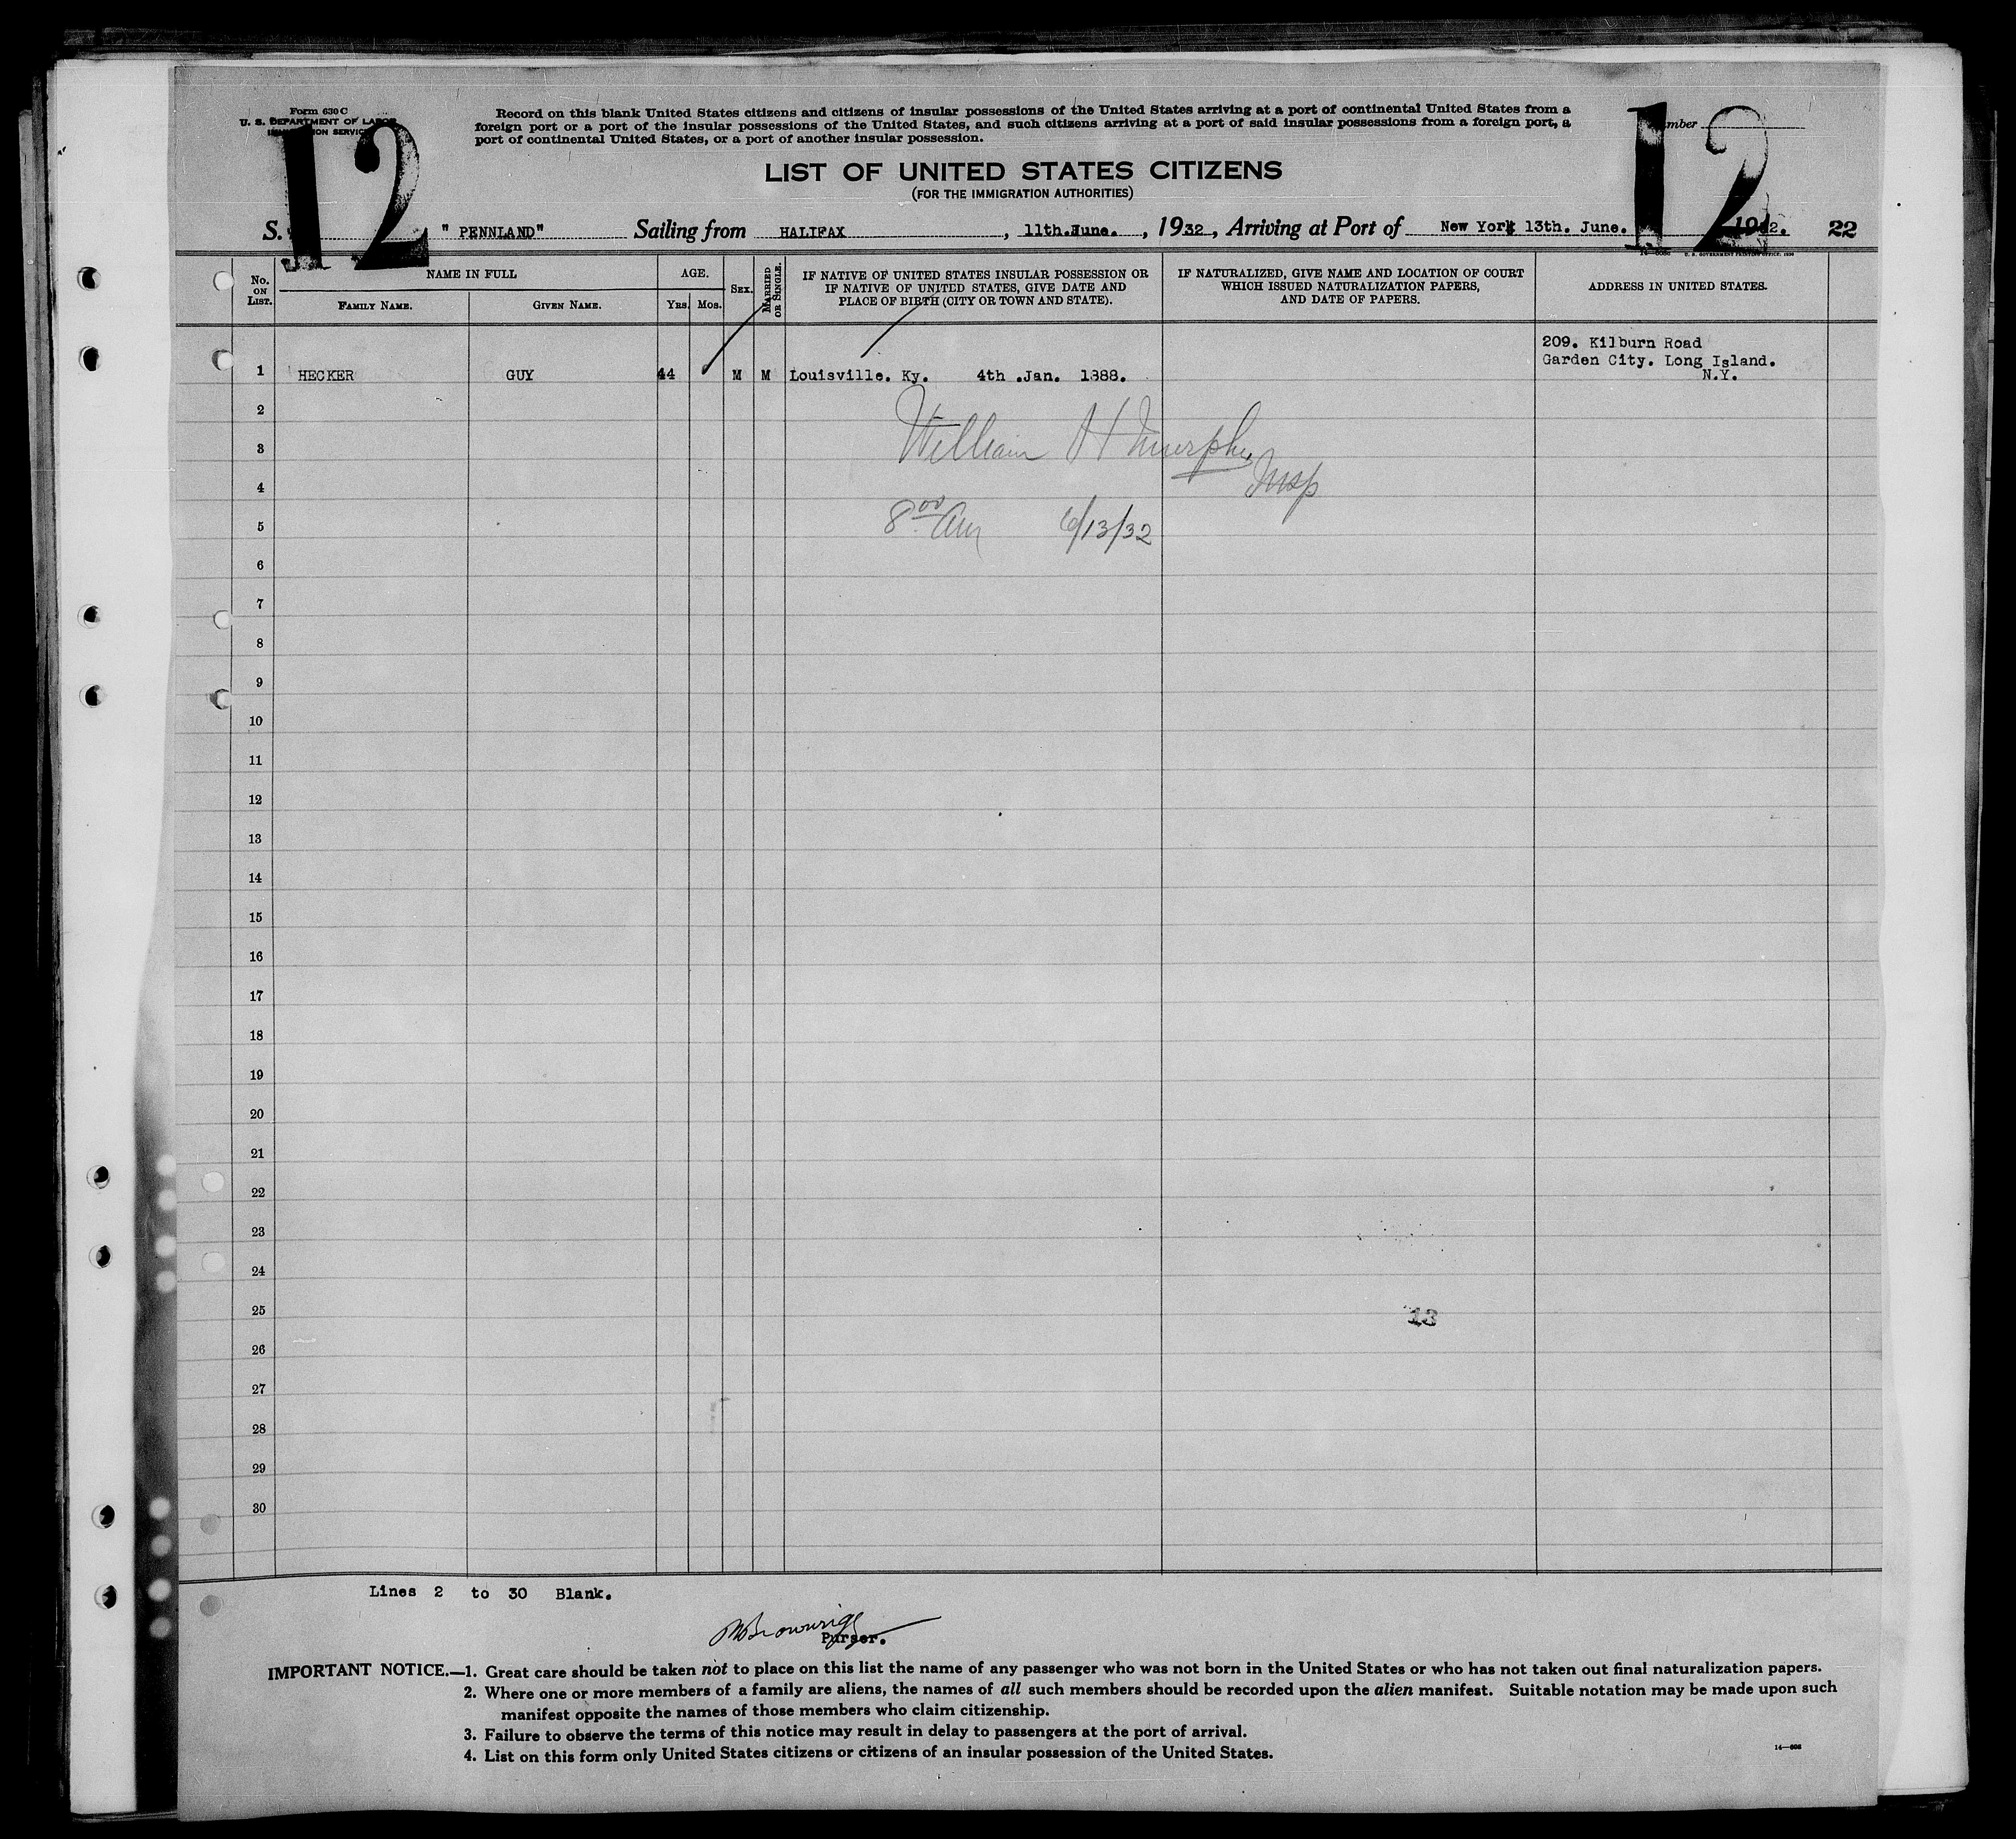 Form 630 C
U. S. DEPARTMENT OF LABOR
Record on this blank United States citizens and citizens of insular possessions of the United States arriving at a port of continental United States from a
foreign port or a port of the insular possessions of the United States, and such citizens arriving at a port of said insular possessions from a foreign port, a
port of continental United States, or a port of another insular possession.
12
12
LIST OF UNITED STATES CITIZENS
(FOR THE IMMIGRATION AUTHORITIES)
S. "PENNLAND" Sailing from HALIFAX, 11th. June., 1932, Arriving at Port of New York 13th. June. 22
No. ON LIST.
NAME IN FULL
FAMILY NAME.
GIVEN NAME.
AGE.
Yrs. Mos.
SEX.
MARRIED OR SINGLE.
IF NATIVE OF UNITED STATES INSULAR POSSESSION OR
IF NATIVE OF UNITED STATES, GIVE DATE AND
PLACE OF BIRTH (CITY OR TOWN AND STATE).
IF NATURALIZED, GIVE NAME AND LOCATION OF COURT
WHICH ISSUED NATURALIZATION PAPERS,
AND DATE OF PAPERS.
ADDRESS IN UNITED STATES.
209. Kilburn Road
Garden City. Long Island.
N.Y.
1 HECKER GUY 44 M M Louisville. Ky. 4th .Jan. 1888.
2
William H Murphy
3
Insp
4
8 00 Am 6/13/32
5
6
7
8
9
10
11
12
13
14
15
16
17
18
19
20
21
22
23
24
25
13
26
27
28
29
30
Lines 2 to 30 Blank.
Purser.
IMPORTANT NOTICE.—1. Great care should be taken not to place on this list the name of any passenger who was not born in the United States or who has not taken out final naturalization papers.
2. Where one or more members of a family are aliens, the names of all such members should be recorded upon the alien manifest. Suitable notation may be made upon such
manifest opposite the names of those members who claim citizenship.
3. Failure to observe the terms of this notice may result in delay to passengers at the port of arrival.
4. List on this form only United States citizens or citizens of an insular possession of the United States.